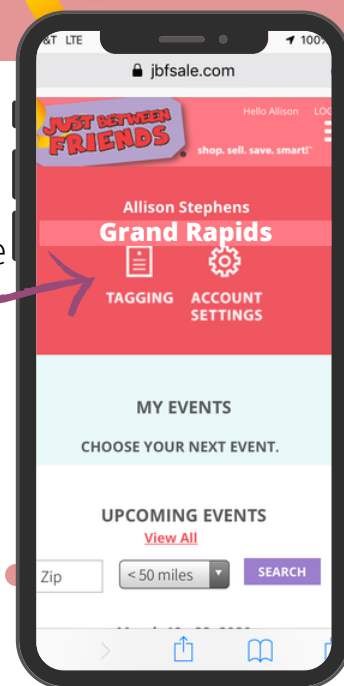 LTE 100%
jbfsale.com
Hello Allison LOG
JUST BETWEEN
FRIENDS
shop. sell. save. smart!
Allison Stephens
Grand Rapids
TAGGING ACCOUNT
SETTINGS
MY EVENTS
CHOOSE YOUR NEXT EVENT.
UPCOMING EVENTS
View All
Zip < 50 miles SEARCH